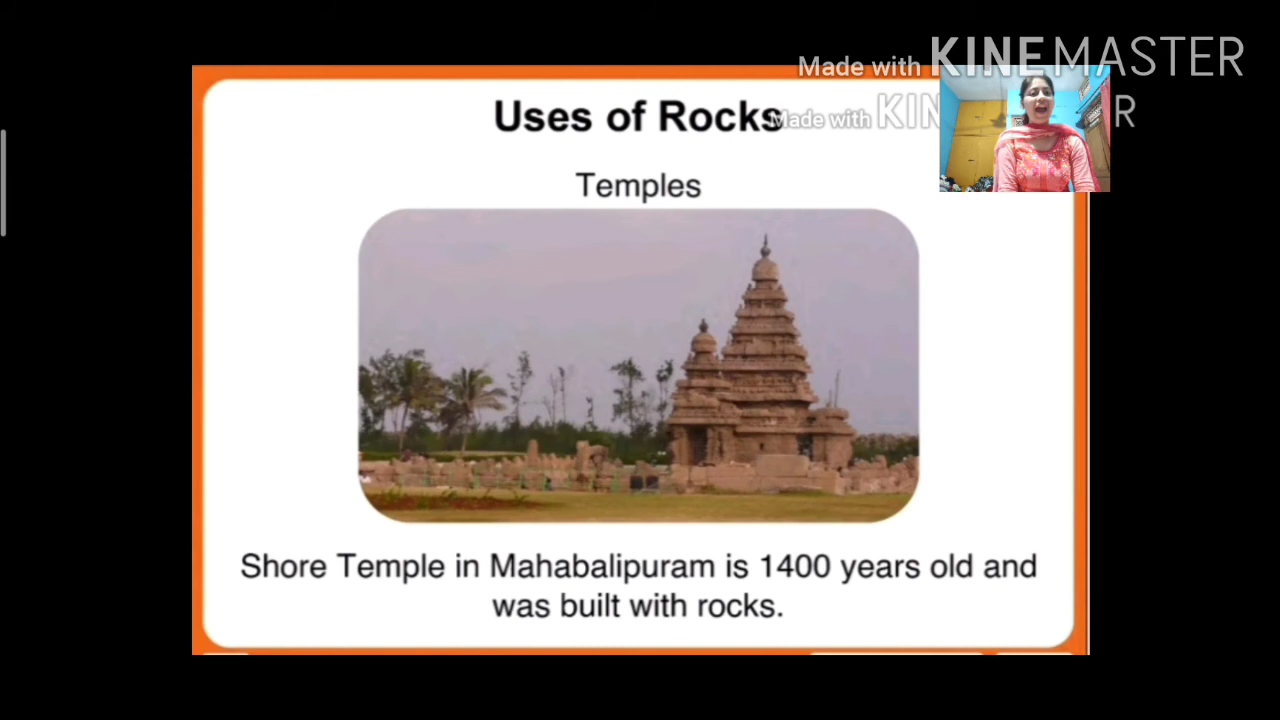 Made with KINEMASTER
Uses of Rocks
Made with KIN R
Temples
Shore Temple in Mahabalipuram is 1400 years old and
was built with rocks.